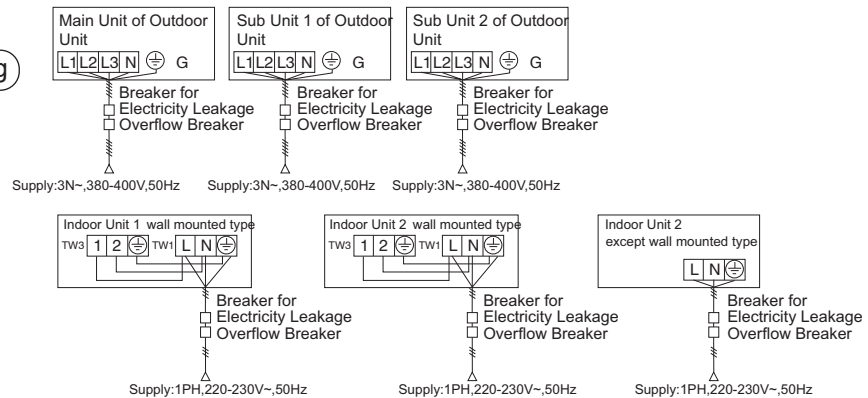 g
Main Unit of Outdoor Unit
L1 L2 L3 N G
Breaker for
Electricity Leakage
Overflow Breaker
Supply:3N~,380-400V,50Hz
Sub Unit 1 of Outdoor Unit
L1 L2 L3 N G
Breaker for
Electricity Leakage
Overflow Breaker
Supply:3N~,380-400V,50Hz
Sub Unit 2 of Outdoor Unit
L1 L2 L3 N G
Breaker for
Electricity Leakage
Overflow Breaker
Supply:3N~,380-400V,50Hz
Indoor Unit 1 wall mounted type
TW3 1 2 TW1 L N
Breaker for
Electricity Leakage
Overflow Breaker
Supply:1PH,220-230V~,50Hz
Indoor Unit 2 wall mounted type
TW3 1 2 TW1 L N
Breaker for
Electricity Leakage
Overflow Breaker
Supply:1PH,220-230V~,50Hz
Indoor Unit 2
except wall mounted type
L N
Breaker for
Electricity Leakage
Overflow Breaker
Supply:1PH,220-230V~,50Hz